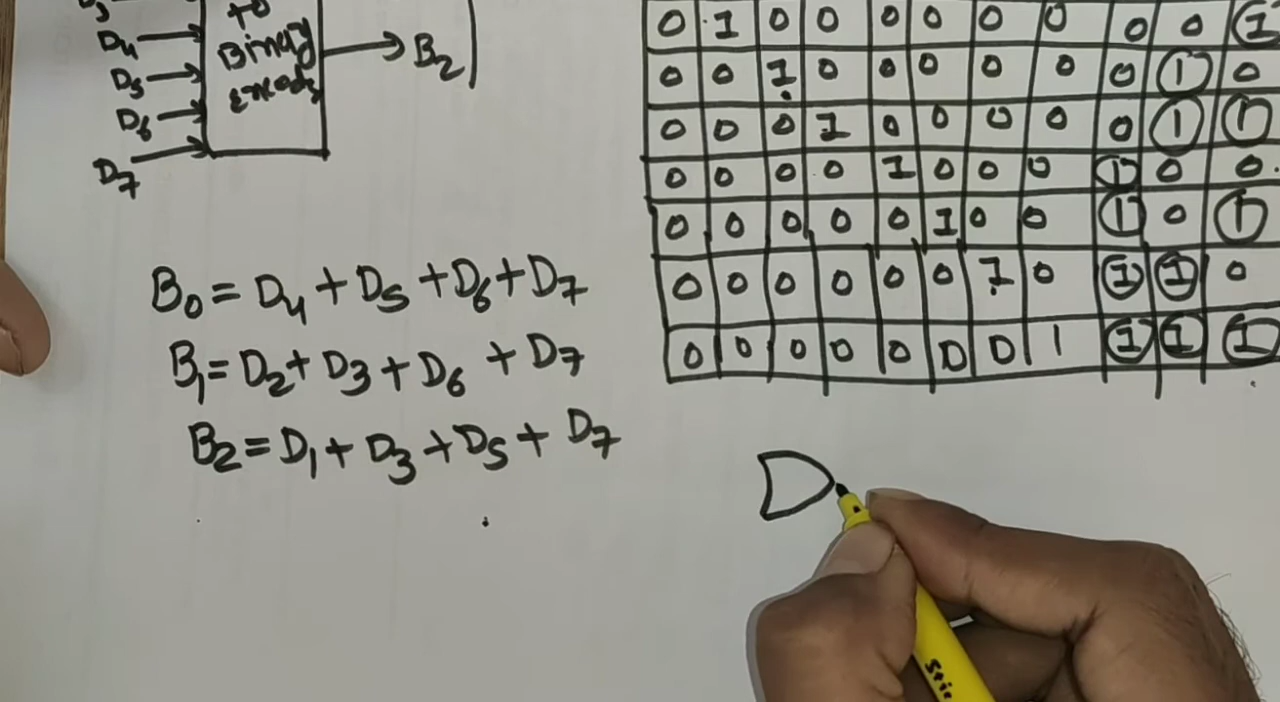 D3
to
D4
Binary
D5
B2
D6
D7
0 1 0 0 0 0 0 0 0 0 1
0 0 1 0 0 0 0 0 0 1 0
0 0 0 1 0 0 0 0 0 1 1
0 0 0 0 1 0 0 0 1 0 0
0 0 0 0 0 1 0 0 1 0 1
0 0 0 0 0 0 1 0 1 1 0
0 0 0 0 0 0 0 1 1 1 1
B0 = D4 + D5 + D6 + D7
B1 = D2 + D3 + D6 + D7
B2 = D1 + D3 + D5 + D7